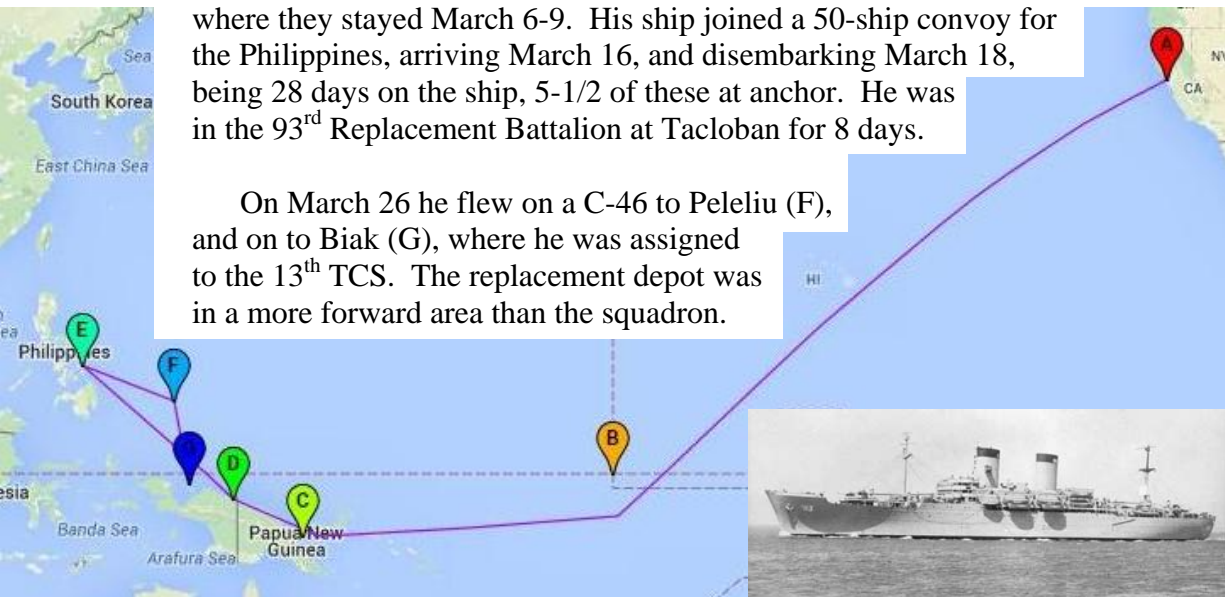 where they stayed March 6-9. His ship joined a 50-ship convoy for
the Philippines, arriving March 16, and disembarking March 18,
being 28 days on the ship, 5-1/2 of these at anchor. He was
in the 93rd Replacement Battalion at Tacloban for 8 days.
On March 26 he flew on a C-46 to Peleliu (F),
and on to Biak (G), where he was assigned
to the 13th TCS. The replacement depot was
in a more forward area than the squadron.
Sea
South Korea
East China Sea
A
NV
CA
HI
E
Philippines
F
B
D
C
esia
Banda Sea
Papua New
Guinea
Arafura Sea